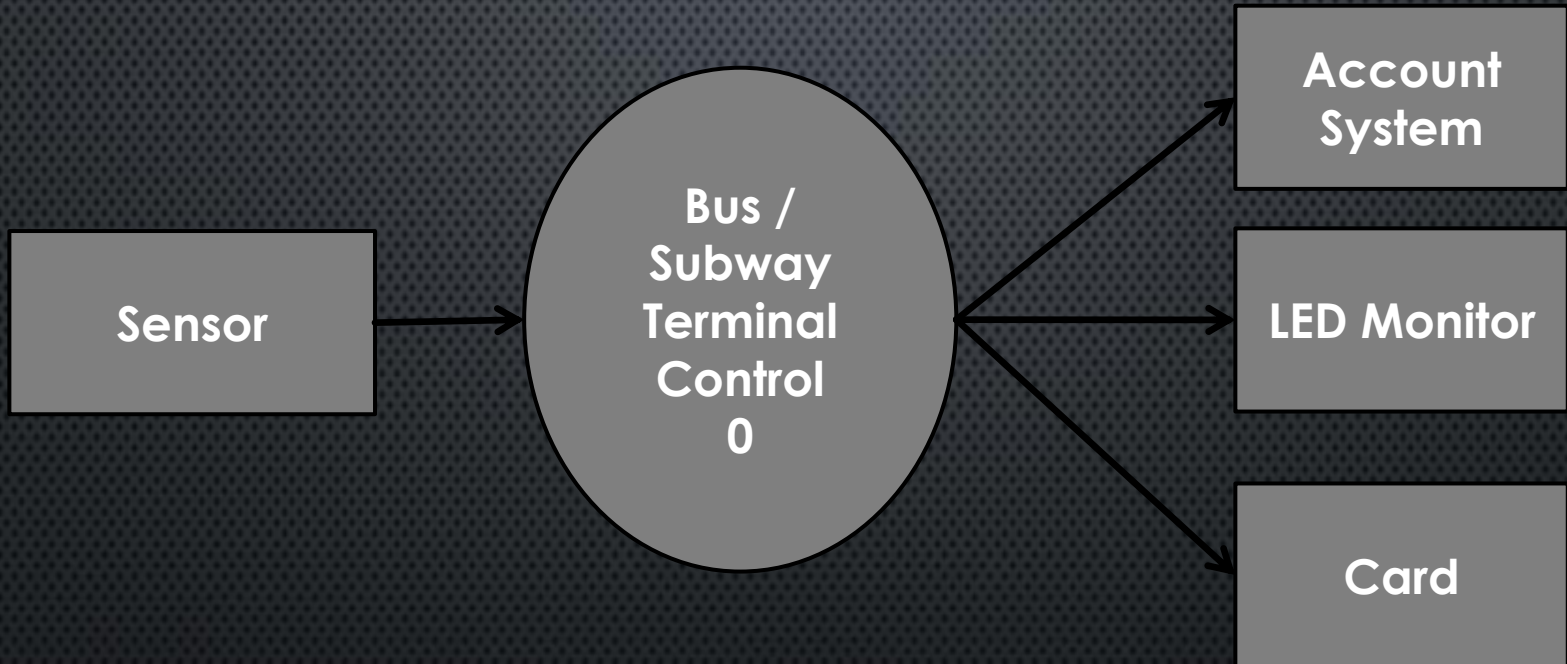 Sensor
Bus /
Subway
Terminal
Control
0
Account
System
LED Monitor
Card